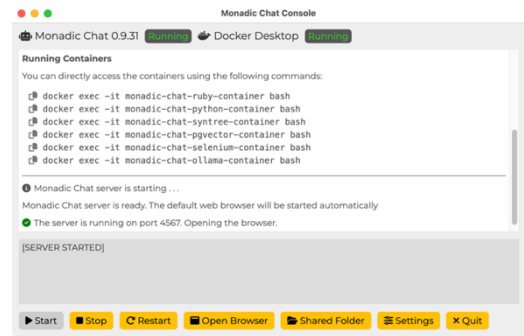 Monadic Chat Console
Monadic Chat 0.9.31 Running Docker Desktop Running
Running Containers
You can directly access the containers using the following commands:
docker exec -it monadic-chat-ruby-container bash
docker exec -it monadic-chat-python-container bash
docker exec -it monadic-chat-syntree-container bash
docker exec -it monadic-chat-pgvector-container bash
docker exec -it monadic-chat-selenium-container bash
docker exec -it monadic-chat-ollama-container bash
Monadic Chat server is starting . . .
Monadic Chat server is ready. The default web browser will be started automatically
The server is running on port 4567. Opening the browser.
[SERVER STARTED]
Start Stop Restart Open Browser Shared Folder Settings Quit